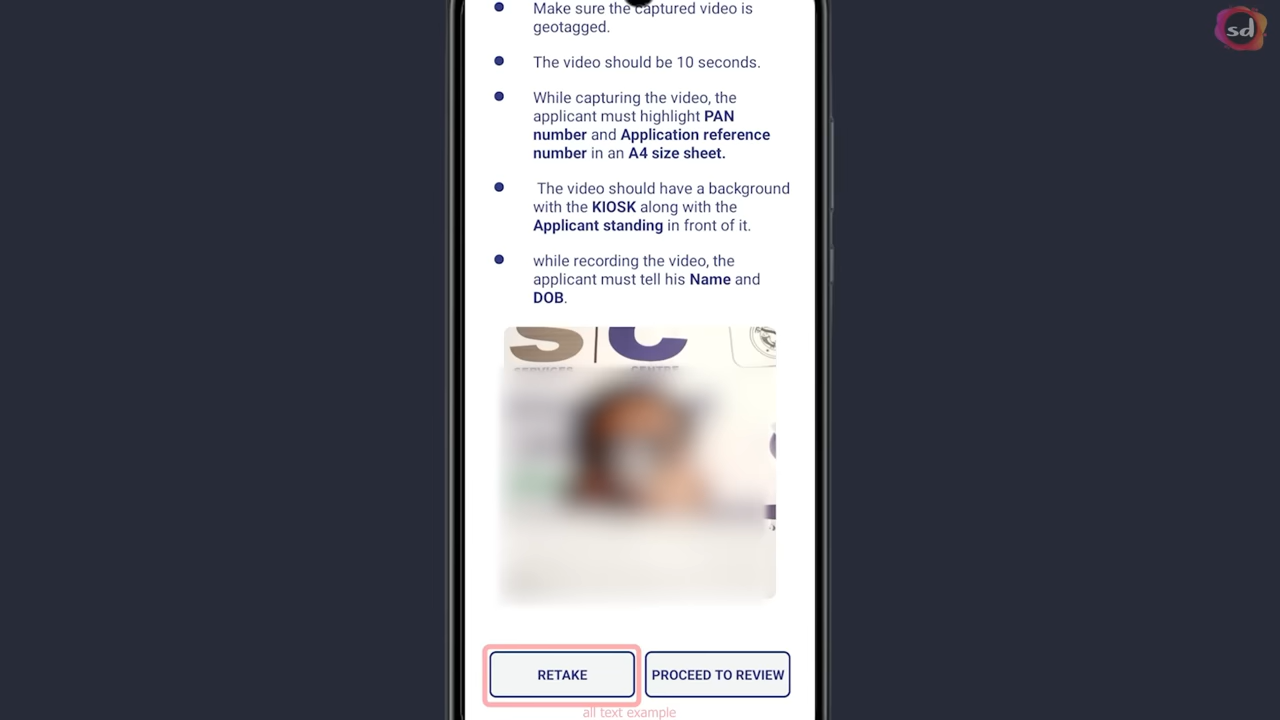 sd
Make sure the captured video is
geotagged.
The video should be 10 seconds.
While capturing the video, the
applicant must highlight PAN
number and Application reference
number in an A4 size sheet.
The video should have a background
with the KIOSK along with the
Applicant standing in front of it.
while recording the video, the
applicant must tell his Name and
DOB.
S C
SERVICES CENTRE
RETAKE
PROCEED TO REVIEW
all text example